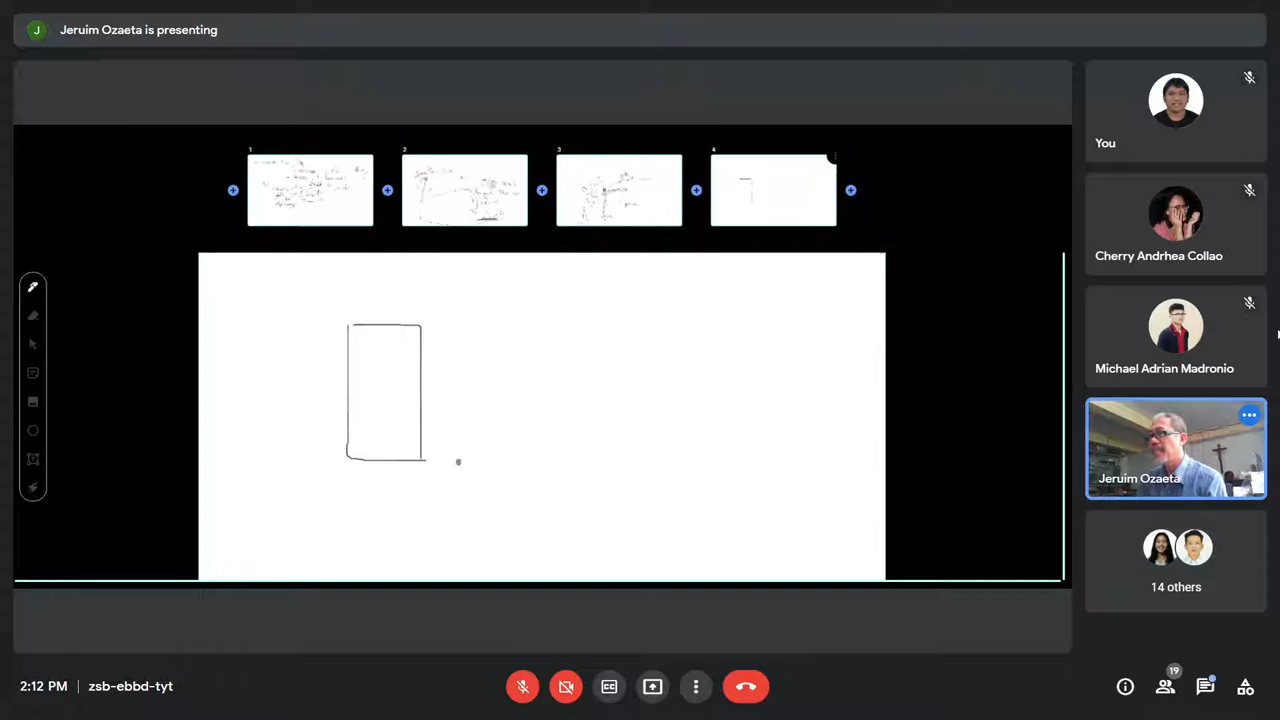 J
Jeruim Ozaeta is presenting
1
2
3
4
You
Cherry Andrhea Collao
Michael Adrian Madronio
Jeruim Ozaeta
14 others
2:12 PM
zsb-ebbd-tyt
CC
19